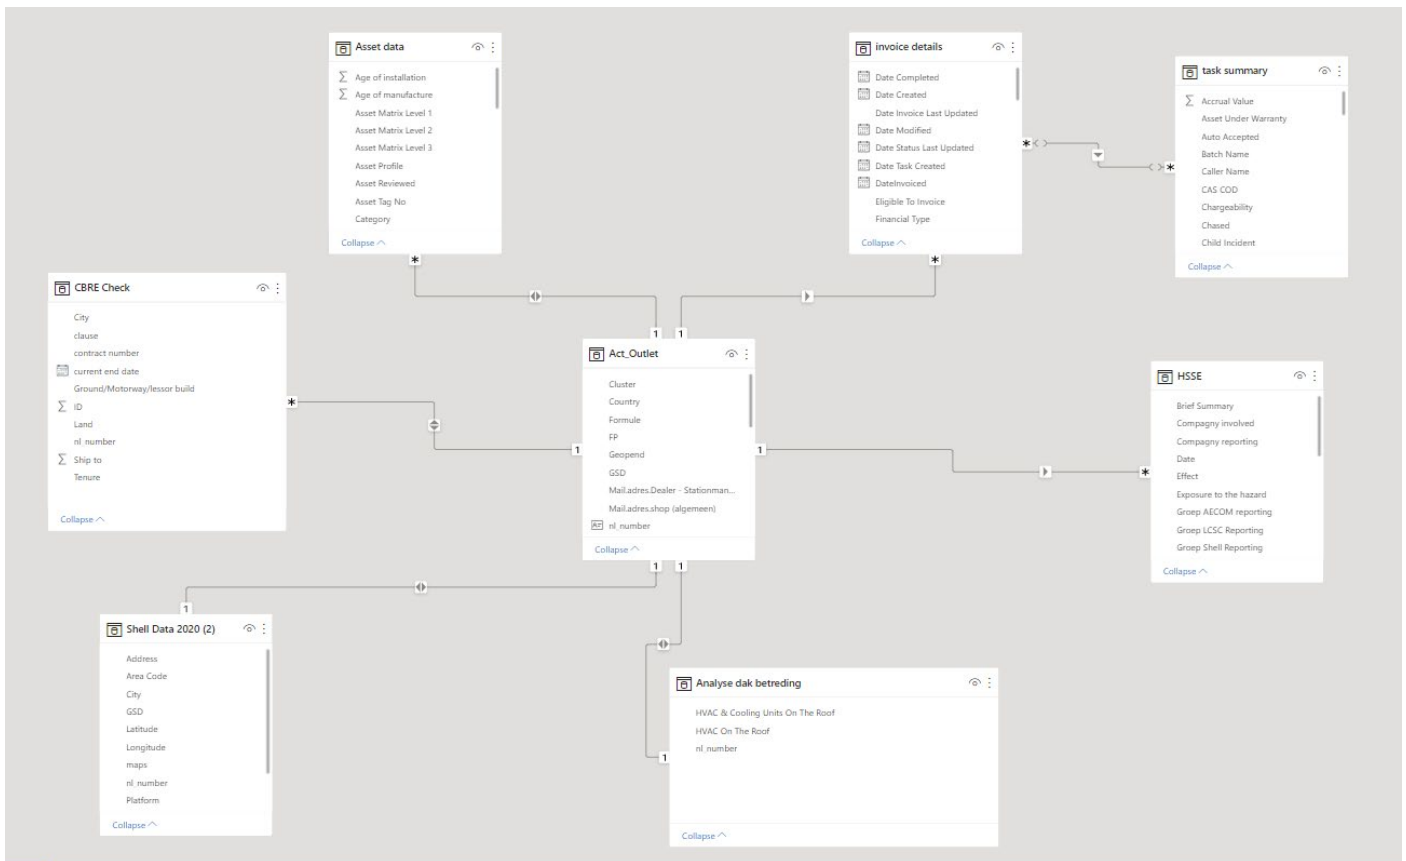 Asset data
Age of installation
Age of manufacture
Asset Matrix Level 1
Asset Matrix Level 2
Asset Matrix Level 3
Asset Profile
Asset Reviewed
Asset Tag No
Category
Collapse
*
invoice details
Date Completed
Date Created
Date Invoice Last Updated
Date Modified
Date Status Last Updated
Date Task Created
DateInvoiced
Eligible To Invoice
Financial Type
Collapse
*
*
task summary
Accrual Value
Asset Under Warranty
Auto Accepted
Batch Name
Caller Name
CAS COD
Chargeability
Chased
Child Incident
Collapse
*
CBRE Check
City
clause
contract number
current end date
Ground/Motorway/lessor build
ID
Land
nl_number
Ship to
Tenure
Collapse
*
1 1
Act_Outlet
Cluster
Country
Formule
FP
Geopend
GSD
Mail.adres.Dealer - Stationman...
Mail.adres.shop (algemeen)
nl_number
Collapse
1
1
1 1
HSSE
Brief Summary
Compagny involved
Compagny reporting
Date
Effect
Exposure to the hazard
Groep AECOM reporting
Groep LCSC Reporting
Groep Shell Reporting
Collapse
*
1
Shell Data 2020 (2)
Address
Area Code
City
GSD
Latitude
Longitude
maps
nl_number
Platform
Collapse
Analyse dak betreding
HVAC & Cooling Units On The Roof
HVAC On The Roof
nl_number
1
Collapse